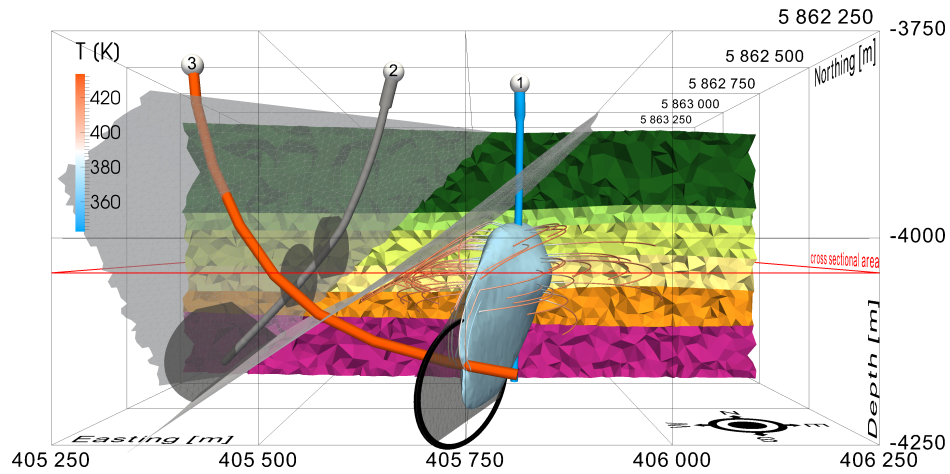 5 862 250
-3750
5 862 500
Northing [m]
5 862 750
5 863 000
5 863 250
T (K)
3
2
1
420
400
380
360
-4000
cross sectional area
Depth [m]
N
W
E
S
Easting [m]
-4250
405 250
405 500
405 750
406 000
406 250